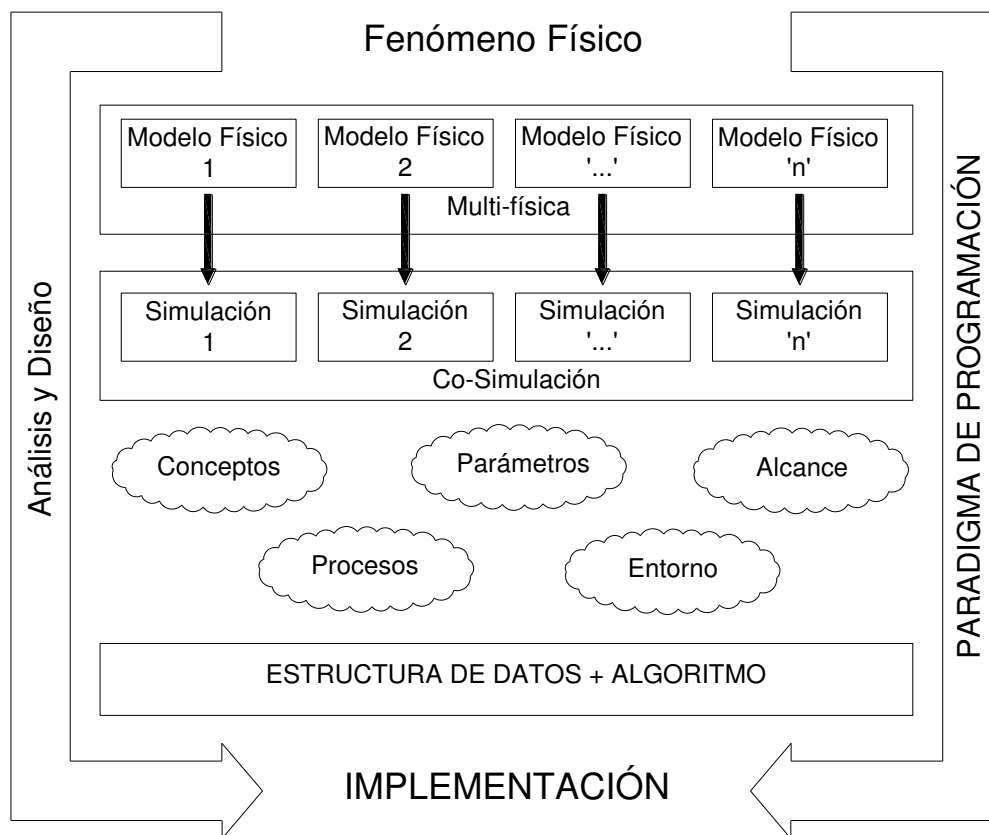 Fenómeno Físico
Modelo Físico
1
Modelo Físico
2
Modelo Físico
'...'
Modelo Físico
'n'
Multi-física
Simulación
1
Simulación
2
Simulación
'...'
Simulación
'n'
Co-Simulación
Conceptos
Parámetros
Alcance
Procesos
Entorno
ESTRUCTURA DE DATOS + ALGORITMO
IMPLEMENTACIÓN
Análisis y Diseño
PARADIGMA DE PROGRAMACIÓN